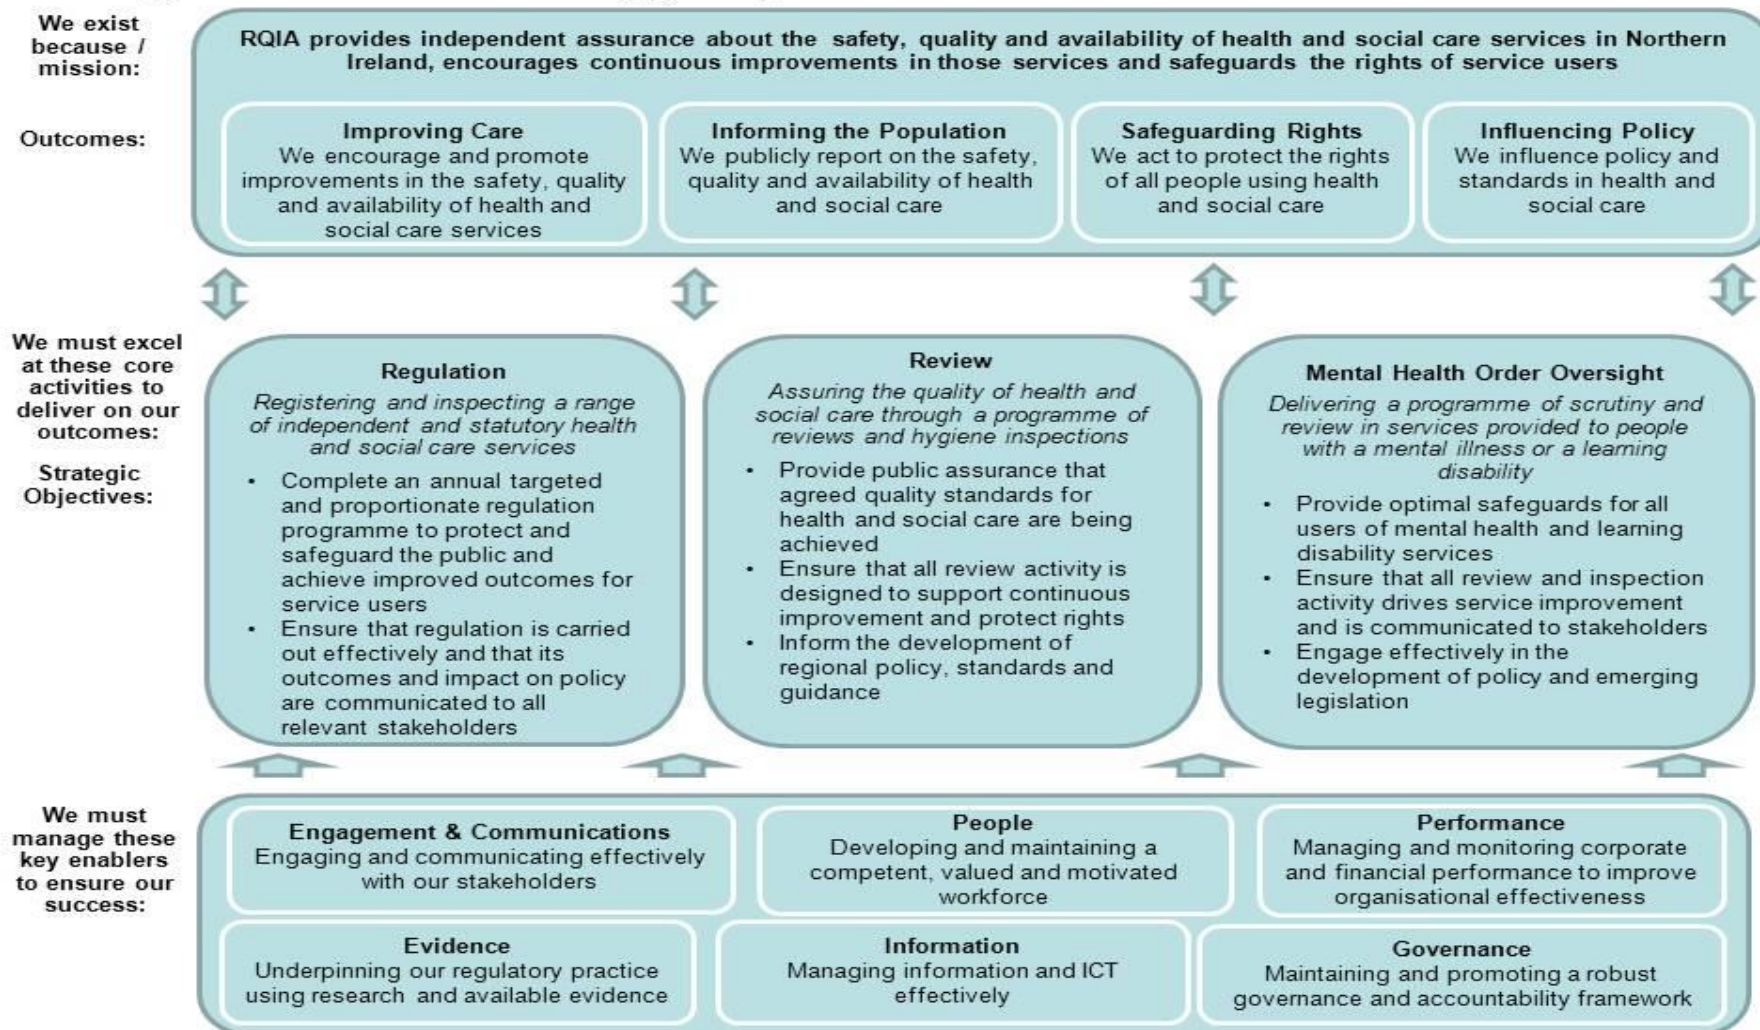 We exist
because /
mission:
RQIA provides independent assurance about the safety, quality and availability of health and social care services in Northern
Ireland, encourages continuous improvements in those services and safeguards the rights of service users
Outcomes:
Improving Care
We encourage and promote
improvements in the safety, quality
and availability of health and
social care services
Informing the Population
We publicly report on the safety,
quality and availability of health
and social care
Safeguarding Rights
We act to protect the rights
of all people using health
and social care
Influencing Policy
We influence policy and
standards in health and
social care
We must excel
at these core
activities to
deliver on our
outcomes:
Strategic
Objectives:
Regulation
Registering and inspecting a range
of independent and statutory health
and social care services
• Complete an annual targeted
and proportionate regulation
programme to protect and
safeguard the public and
achieve improved outcomes for
service users
• Ensure that regulation is carried
out effectively and that its
outcomes and impact on policy
are communicated to all
relevant stakeholders
Review
Assuring the quality of health and
social care through a programme of
reviews and hygiene inspections
• Provide public assurance that
agreed quality standards for
health and social care are being
achieved
• Ensure that all review activity is
designed to support continuous
improvement and protect rights
• Inform the development of
regional policy, standards and
guidance
Mental Health Order Oversight
Delivering a programme of scrutiny and
review in services provided to people
with a mental illness or a learning
disability
• Provide optimal safeguards for all
users of mental health and learning
disability services
• Ensure that all review and inspection
activity drives service improvement
and is communicated to stakeholders
• Engage effectively in the
development of policy and emerging
legislation
We must
manage these
key enablers
to ensure our
success:
Engagement & Communications
Engaging and communicating effectively
with our stakeholders
People
Developing and maintaining a
competent, valued and motivated
workforce
Performance
Managing and monitoring corporate
and financial performance to improve
organisational effectiveness
Evidence
Underpinning our regulatory practice
using research and available evidence
Information
Managing information and ICT
effectively
Governance
Maintaining and promoting a robust
governance and accountability framework